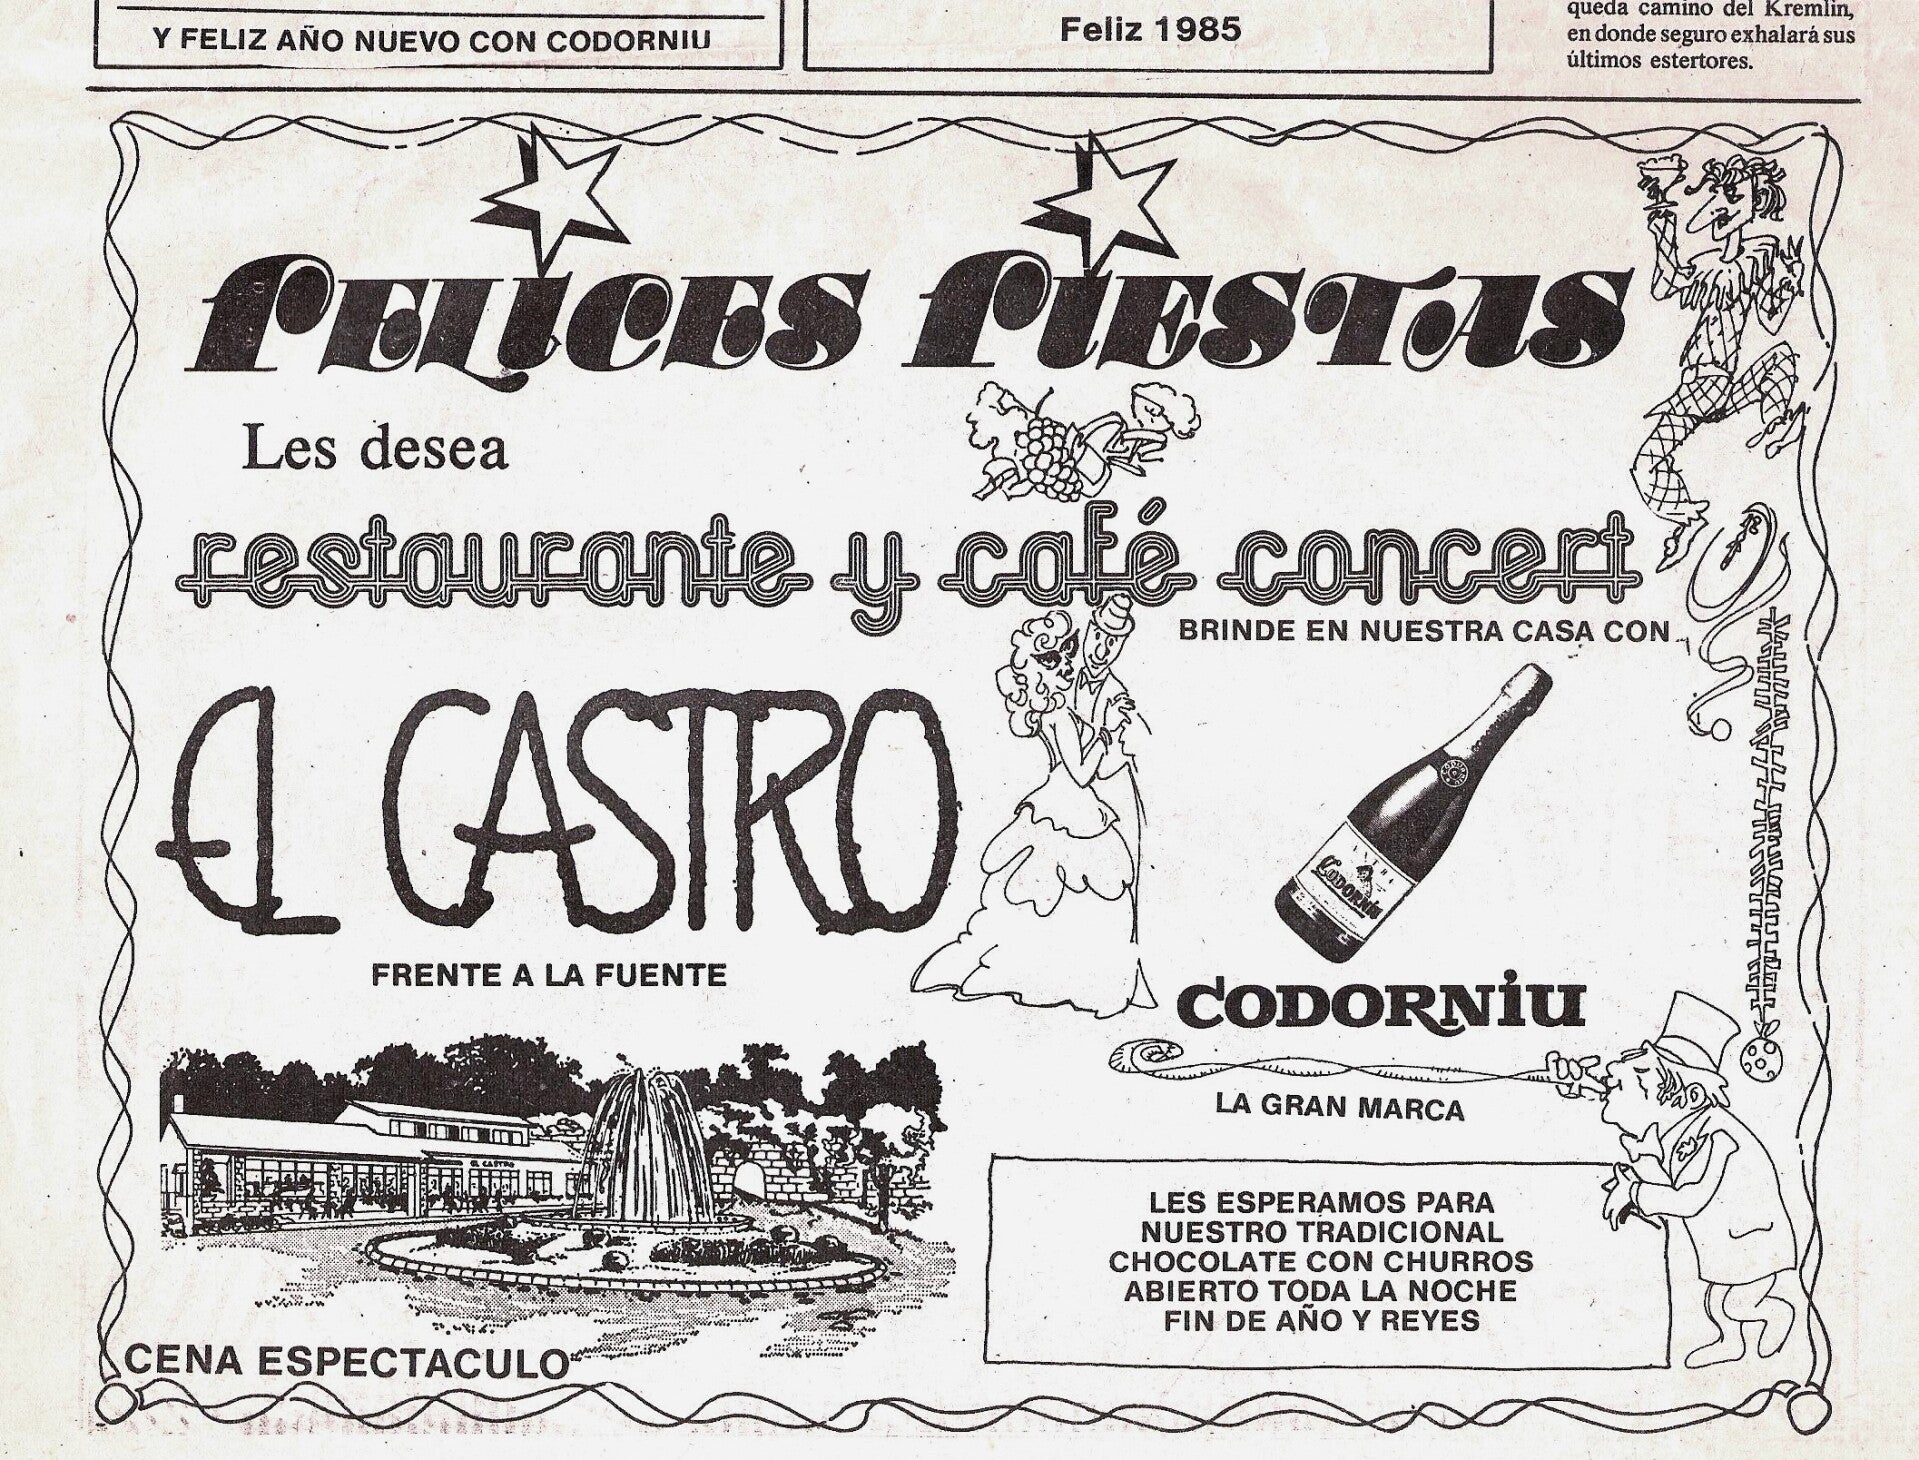 Y FELIZ AÑO NUEVO CON CODORNIU
Feliz 1985
queda camino del Kremlin,
en donde seguro exhalará sus
últimos estertores.
FELICES FIESTAS
Les desea
restaurante y café concert
BRINDE EN NUESTRA CASA CON
EL CASTRO
CODORNIU
FRENTE A LA FUENTE
CODORNIU
LA GRAN MARCA
EL CASTRO
LES ESPERAMOS PARA
NUESTRO TRADICIONAL
CHOCOLATE CON CHURROS
ABIERTO TODA LA NOCHE
FIN DE AÑO Y REYES
CENA ESPECTACULO